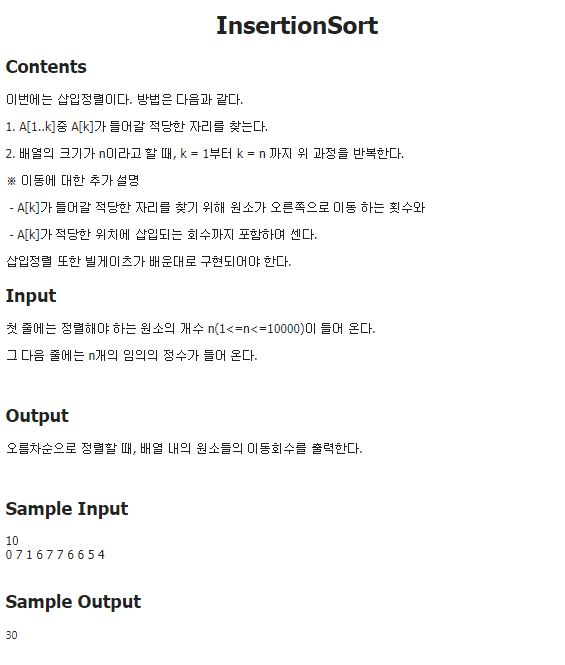 InsertionSort
Contents
이번에는 삽입정렬이다. 방법은 다음과 같다.
1. A[1..k]중 A[k]가 들어갈 적당한 자리를 찾는다.
2. 배열의 크기가 n이라고 할 때, k = 1부터 k = n 까지 위 과정을 반복한다.
※ 이동에 대한 추가 설명
- A[k]가 들어갈 적당한 자리를 찾기 위해 원소가 오른쪽으로 이동 하는 횟수와
- A[k]가 적당한 위치에 삽입되는 회수까지 포함하여 센다.
삽입정렬 또한 빌게이츠가 배운대로 구현되어야 한다.
Input
첫 줄에는 정렬해야 하는 원소의 개수 n(1<=n<=10000)이 들어 온다.
그 다음 줄에는 n개의 임의의 정수가 들어 온다.
Output
오름차순으로 정렬할 때, 배열 내의 원소들의 이동회수를 출력한다.
Sample Input
10
0 7 1 6 7 7 6 6 5 4
Sample Output
30